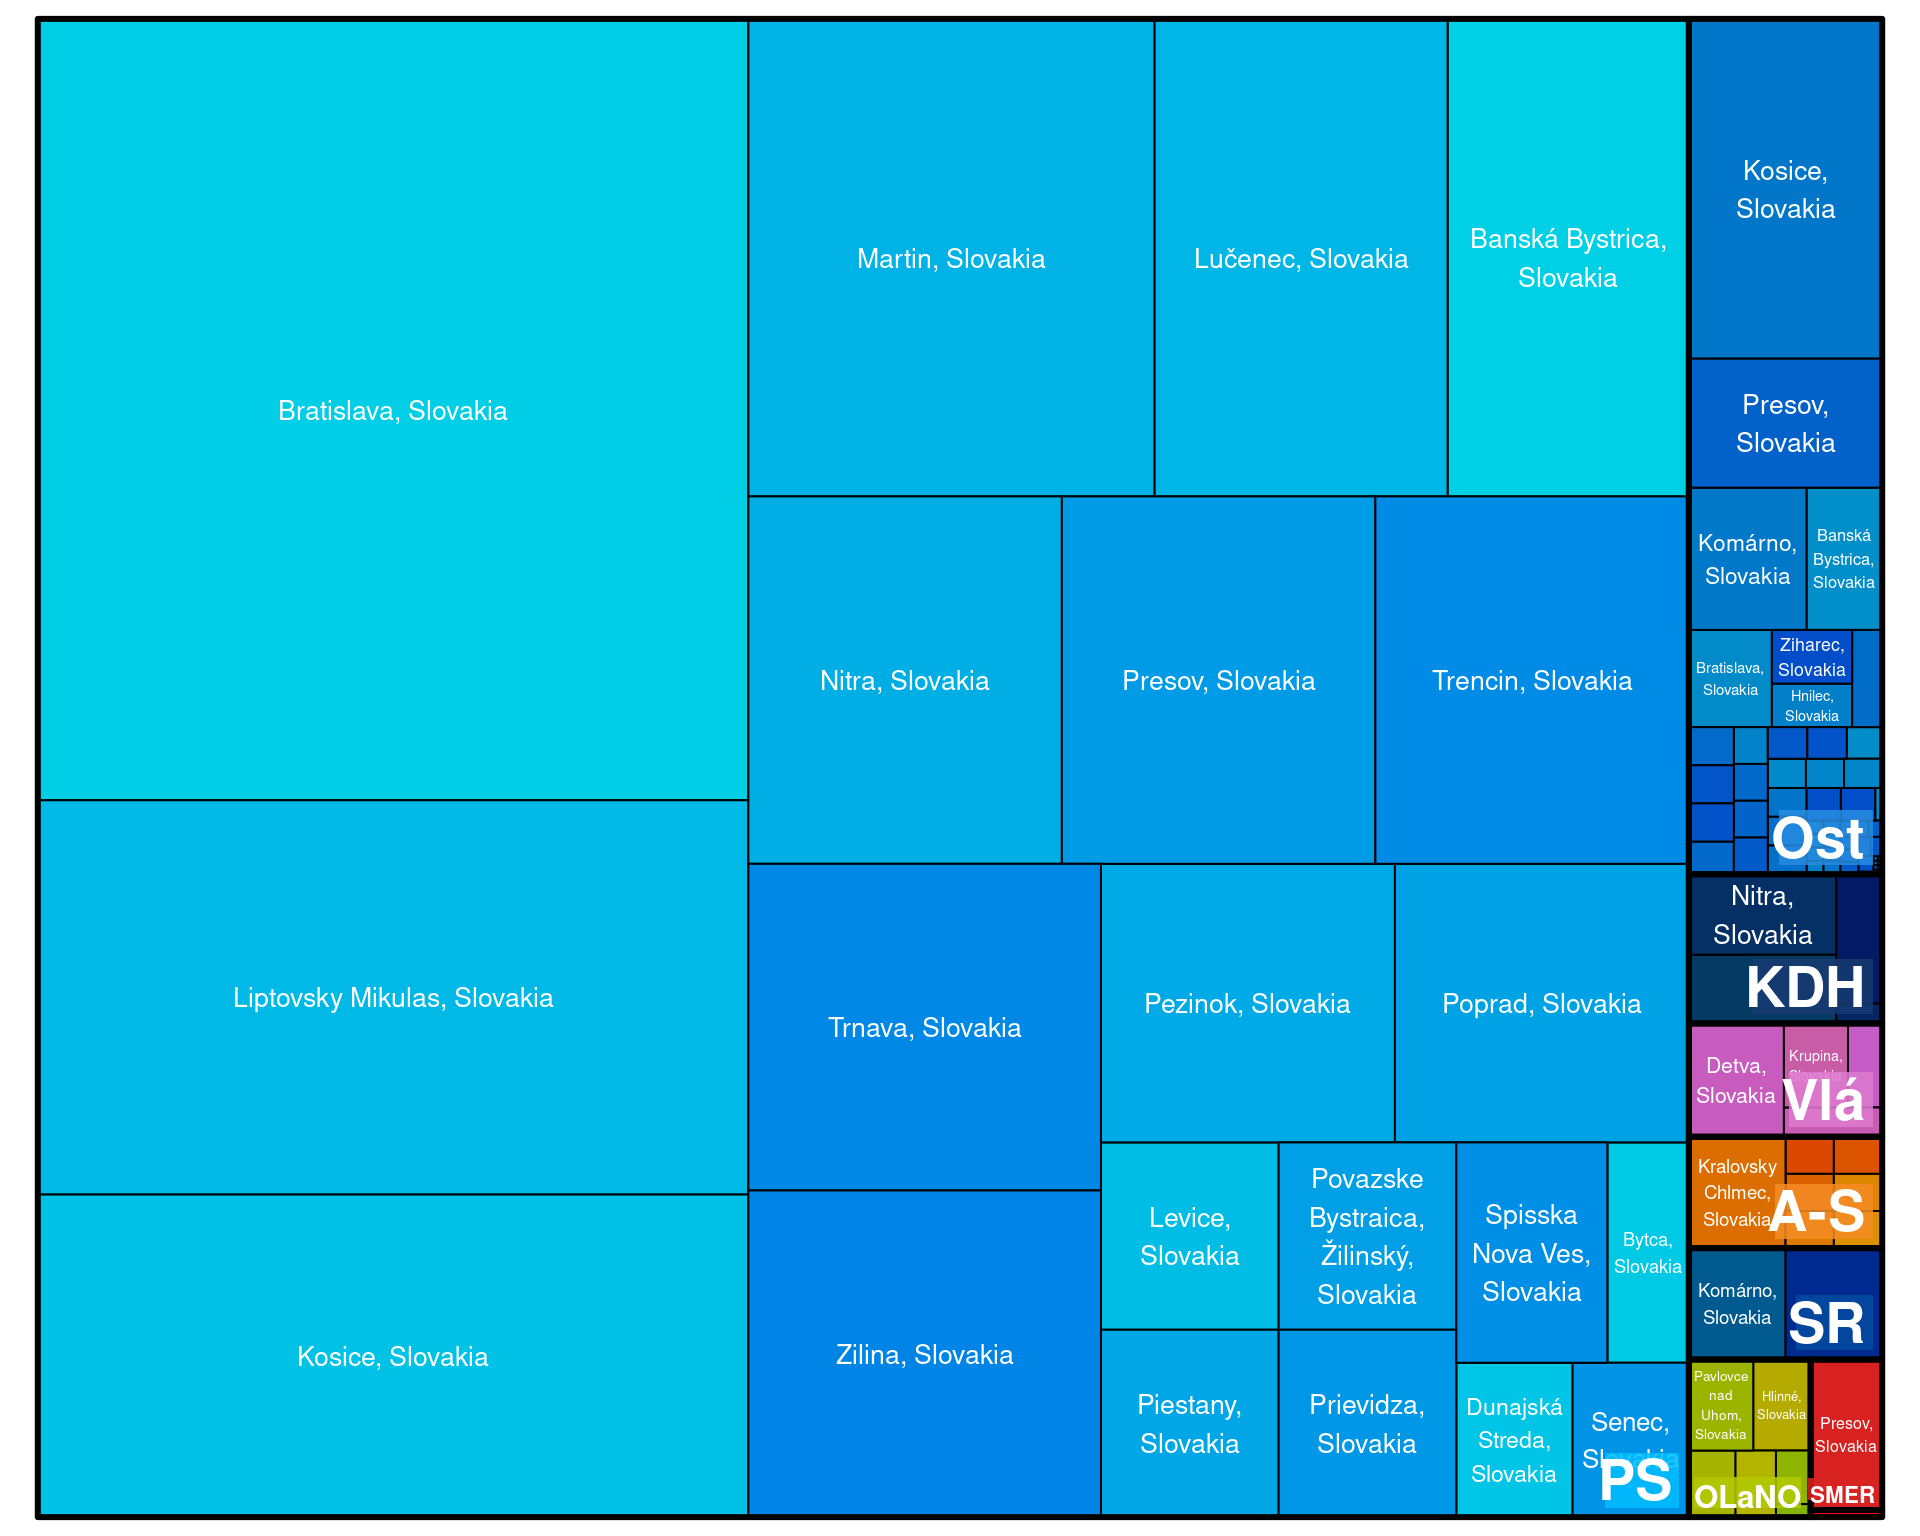 Bratislava, Slovakia
Liptovsky Mikulas, Slovakia
Kosice, Slovakia
Martin, Slovakia
Lučenec, Slovakia
Banská Bystrica,
Slovakia
Nitra, Slovakia
Presov, Slovakia
Trencin, Slovakia
Trnava, Slovakia
Zilina, Slovakia
Pezinok, Slovakia
Poprad, Slovakia
Levice,
Slovakia
Povazske
Bystraica,
Žilinský,
Slovakia
Spisska
Nova Ves,
Slovakia
Bytca,
Slovakia
Piestany,
Slovakia
Prievidza,
Slovakia
Dunajská
Streda,
Slovakia
Senec,
Slovakia
PS
Kosice,
Slovakia
Presov,
Slovakia
Komárno,
Slovakia
Banská
Bystrica,
Slovakia
Bratislava,
Slovakia
Ziharec,
Slovakia
Hnilec,
Slovakia
Ost
Nitra,
Slovakia
KDH
Detva,
Slovakia
Krupina,
Slovakia
Vlá
Kralovsky
Chlmec,
Slovakia
A-S
Komárno,
Slovakia
SR
Pavlovce
nad
Uhom,
Slovakia
Hlinné,
Slovakia
OLaNO
Presov,
Slovakia
SMER